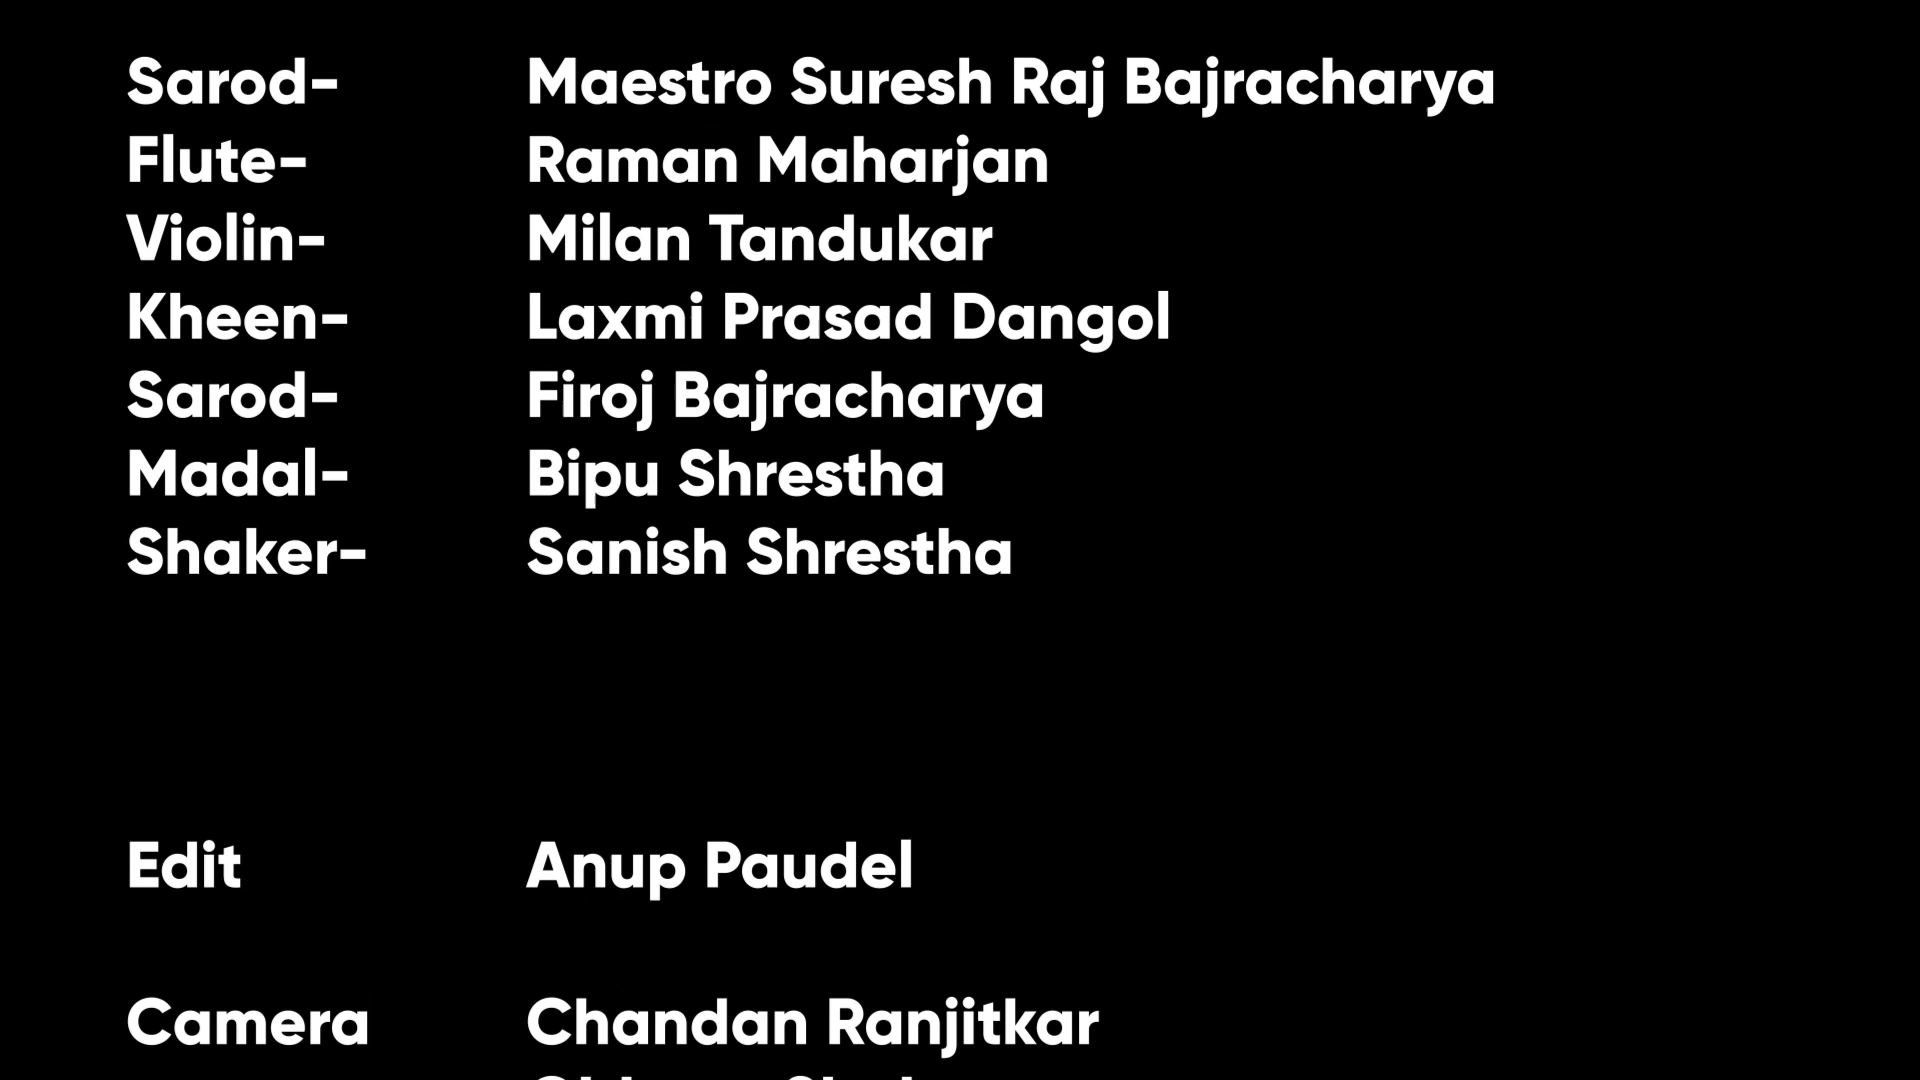 Sarod- Maestro Suresh Raj Bajracharya
Flute- Raman Maharjan
Violin- Milan Tandukar
Kheen- Laxmi Prasad Dangol
Sarod- Firoj Bajracharya
Madal- Bipu Shrestha
Shaker- Sanish Shrestha
Edit Anup Paudel
Camera Chandan Ranjitkar